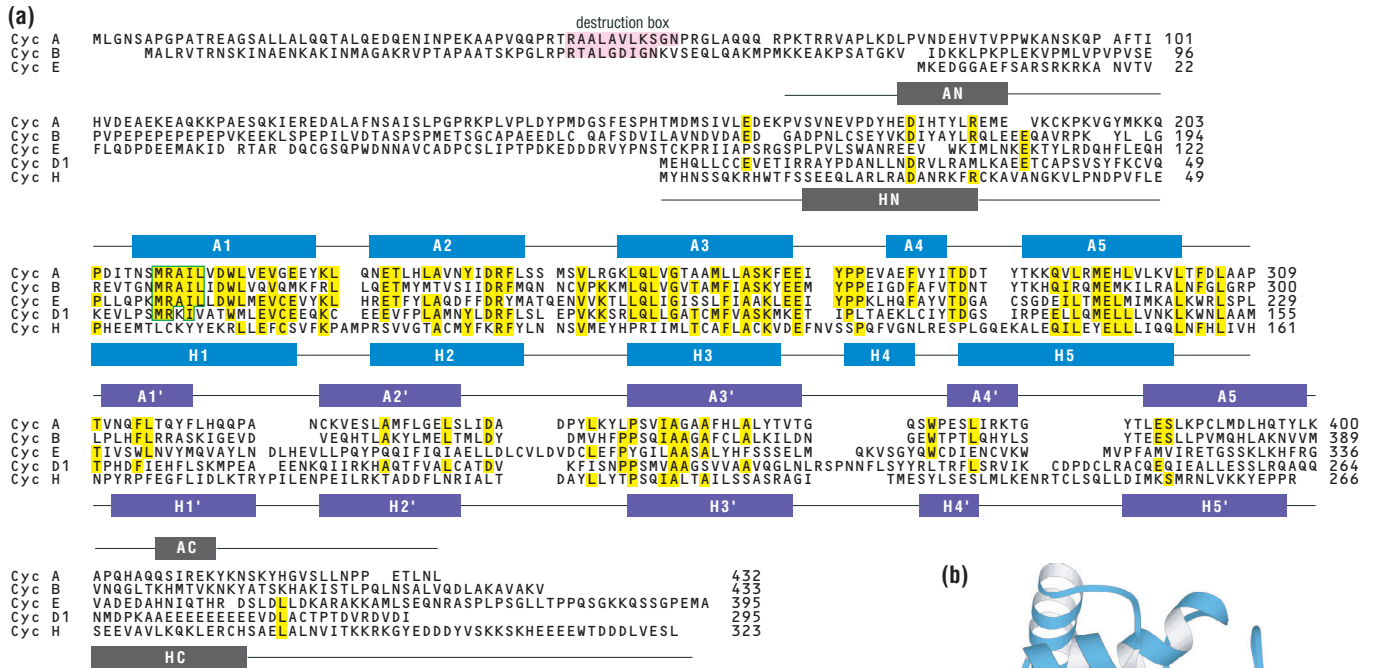 (a)
destruction box
Cyc A MLGNSAPGPATREAGSALLALQQTALQEDQENINPEKAAPVQQPRTRAALAVLKSGNPRGLAQQQ RPKTRRVAPLKDLPVNDEHVTVPPWKANSKQP AFTI 101
Cyc B MALRVTRNSKINAENKAKINMAGAKRVPTAPAATSKPGLRPRTALGDIGNKVSEQLQAKMPMKKEAKPSATGKV IDKKLPKPLEKVPMLVPVPVSE 96
Cyc E MKEDGGAEFSARSRKRKA NVTV 22
AN
Cyc A HVDEAEKEAQKKPAESQKIEREDALAFNSAISLPGPRKPLVPLDYPMDGSFESPHTMDMSIVLEDEKPVSVNEVPDYHEDIHTYLREME VKCKPKVGYMKKQ 203
Cyc B PVPEPEPEPEPEPVKEEKLSPEPILVDTASPSPMETSGCAPAEEDLC QAFSDVILAVNDVDAED GADPNLCSEYVKDIYAYLRQLEEEQAVRPK YL LG 194
Cyc E FLQDPDEEMAKID RTAR DQCGSQPWDNNAVCADPCSLIPTPDKEDDDRVYPNSTCKPRIIAPSRGSPLPVLSWANREEV WKIMLNKEKTYLRDQHFLEQH 122
Cyc D1 MEHQLLCCEVETIRRAYPDANLLNDRVLRAMLKAEETCAPSVSYFKCVQ 49
Cyc H MYHNSSQKRHWTFSSEEQLARLRADANRKFRCKAVANGKVLPNDPVFLE 49
HN
A1 A2 A3 A4 A5
Cyc A PDITNSMRAILVDWLVEVGEEYKL QNETLHLAVNYIDRFLSS MSVLRGKLQLVGTAAMLLASKFEEI YPPEVAEFVYITDDT YTKKQVLRMEHLVLKVLTFDLAAP 309
Cyc B REVTGNMRAILIDWLVQVQMKFRL LQETMYMTVSIIDRFMQN NCVPKKMLQLVGVTAMFIASKYEEM YPPEIGDFAFVTDNT YTKHQIRQMEMKILRALNFGLGRP 300
Cyc E PLLQPKMRAILLDWLMEVCEVYKL HRETFYLAQDFFDRYMATQENVVKTLLQLIGISSLFIAAKLEEI YPPKLHQFAYVTDGA CSGDEILTMELMIMKALKWRLSPL 229
Cyc D1 KEVLPSMRKIVATWMLEVCEEQKC EEEVFPLAMNYLDRFLSL EPVKKSRLQLLGATCMFVASKMKET IPLTAEKLCIYTDGS IRPEELLQMELLLVNKLKWNLAAM 155
Cyc H PHEEMTLCKYYEKRLLEFCSVFKPAMPRSVVGTACMYFKRFYLN NSVMEYHPRIIMLTCAFLACKVDEFNVSSPQFVGNLRESPLGQEKALEQILEYELLLIQQLNFHLIVH 161
H1 H2 H3 H4 H5
A1' A2' A3' A4' A5
Cyc A TVNQFLTQYFLHQQPA NCKVESLAMFLGELSLIDA DPYLKYLPSVIAGAAFHLALYTVTG QSWPESLIRKTG YTLESLKPCLMDLHQTYLK 400
Cyc B LPLHFLRRASKIGEVD VEQHTLAKYLMELTMLDY DMVHFPPSQIAAGAFCLALKILDN GEWTPTLQHYLS YTEESLLPVMQHLAKNVVM 389
Cyc E TIVSWLNVYMQVAYLN DLHEVLLPQYPQQIFIQIAELLDLCVLDVDCLEFPYGILAASALYHFSSSELM QKVSGYQWCDIENCVKW MVPFAMVIRETGSSKLKHFRG 336
Cyc D1 TPHDFIEHFLSKMPEA EENKQIIRKHAQTFVALCATDV KFISNPPSMVAAGSVVAAVQGLNLRSPNNFLSYYRLTRFLSRVIK CDPDCLRACQEQIEALLESSLRQAQQ 264
Cyc H NPYRPFEGFLIDLKTRYPILENPEILRKTADDFLNRIALT DAYLLYTPSQIALTAILSSASRAGI TMESYLSESLMLKENRTCLSQLLDIMKSMRNLVKKYEPPR 266
H1' H2' H3' H4' H5'
AC
Cyc A APQHAQQSIREKYKNSKYHGVSLLNPP ETLNL 432
Cyc B VNQGLTKHMTVKNKYATSKHAKISTLPQLNSALVQDLAKAVAKV 433
Cyc E VADEDAHNIQTHR DSLDLLDKARAKKAMLSEQNRASPLPSGLLTPPQSGKKQSSGPEMA 395
Cyc D1 NMDPKAAEEEEEEEEEVDLACTPTDVRDVDI 295
Cyc H SEEVAVLKQKLERCHSAELALNVITKKRKGYEDDDYVSKKSKHEEEEWTDDDLVESL 323
HC
(b)